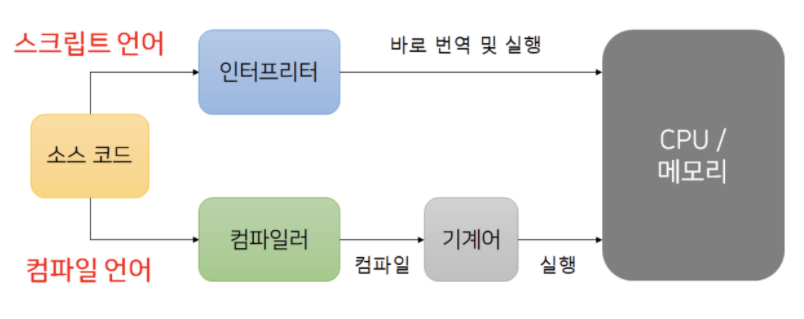 스크립트 언어
인터프리터
바로 번역 및 실행
소스 코드
CPU /
메모리
컴파일러
기계어
컴파일 언어
컴파일
실행